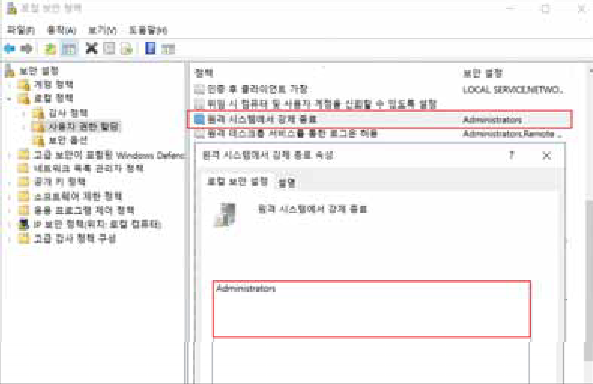 로컬 보안 정책
파일(F) 동작(A) 보기(V) 도움말(H)
보안 설정
계정 정책
로컬 정책
감사 정책
사용자 권한 할당
보안 옵션
고급 보안이 포함된 Windows Defenc
네트워크 목록 관리자 정책
공개 키 정책
소프트웨어 제한 정책
응용 프로그램 제어 정책
IP 보안 정책(위치: 로컬 컴퓨터)
고급 감사 정책 구성
정책 보안 설정
인증 후 클라이언트 가장 LOCAL SERVICE,NETWO...
위임 시 컴퓨터 및 사용자 계정을 신뢰할 수 있도록 설정
원격 시스템에서 강제 종료 Administrators
원격 데스크톱 서비스를 통한 로그온 허용 Administrators,Remote ...
원격 시스템에서 강제 종료 속성 ? ×
로컬 보안 설정 설명
원격 시스템에서 강제 종료
Administrators